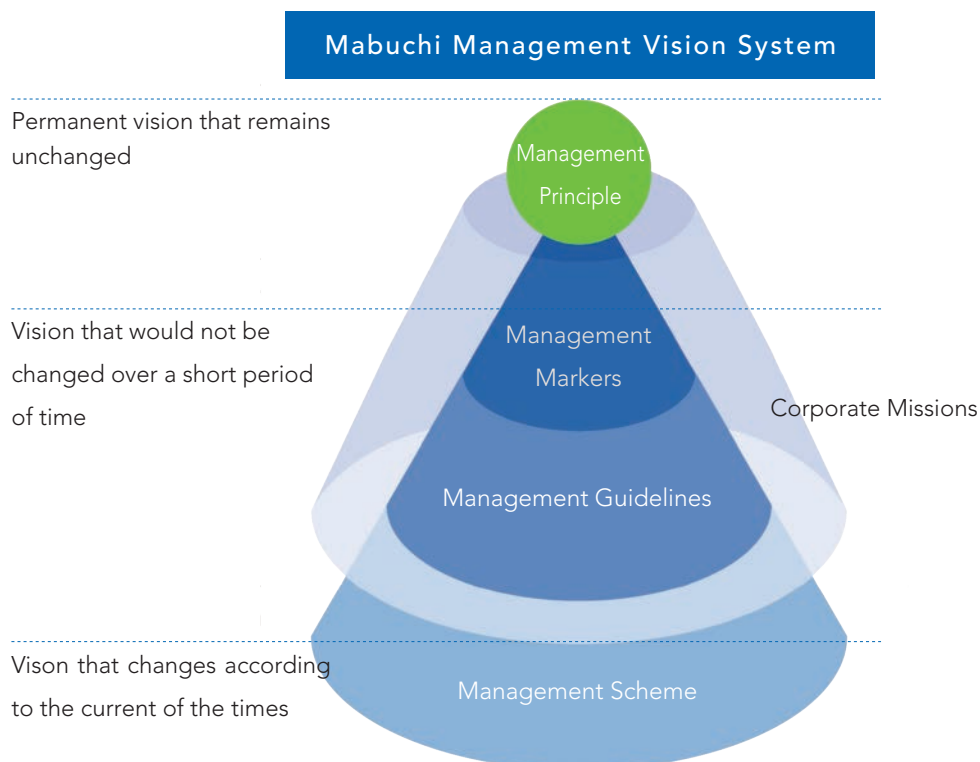 Mabuchi Management Vision System
Permanent vision that remains
unchanged
Management
Principle
Vision that would not be
changed over a short period
of time
Management
Markers
Corporate Missions
Management Guidelines
Vison that changes according
to the current of the times
Management Scheme